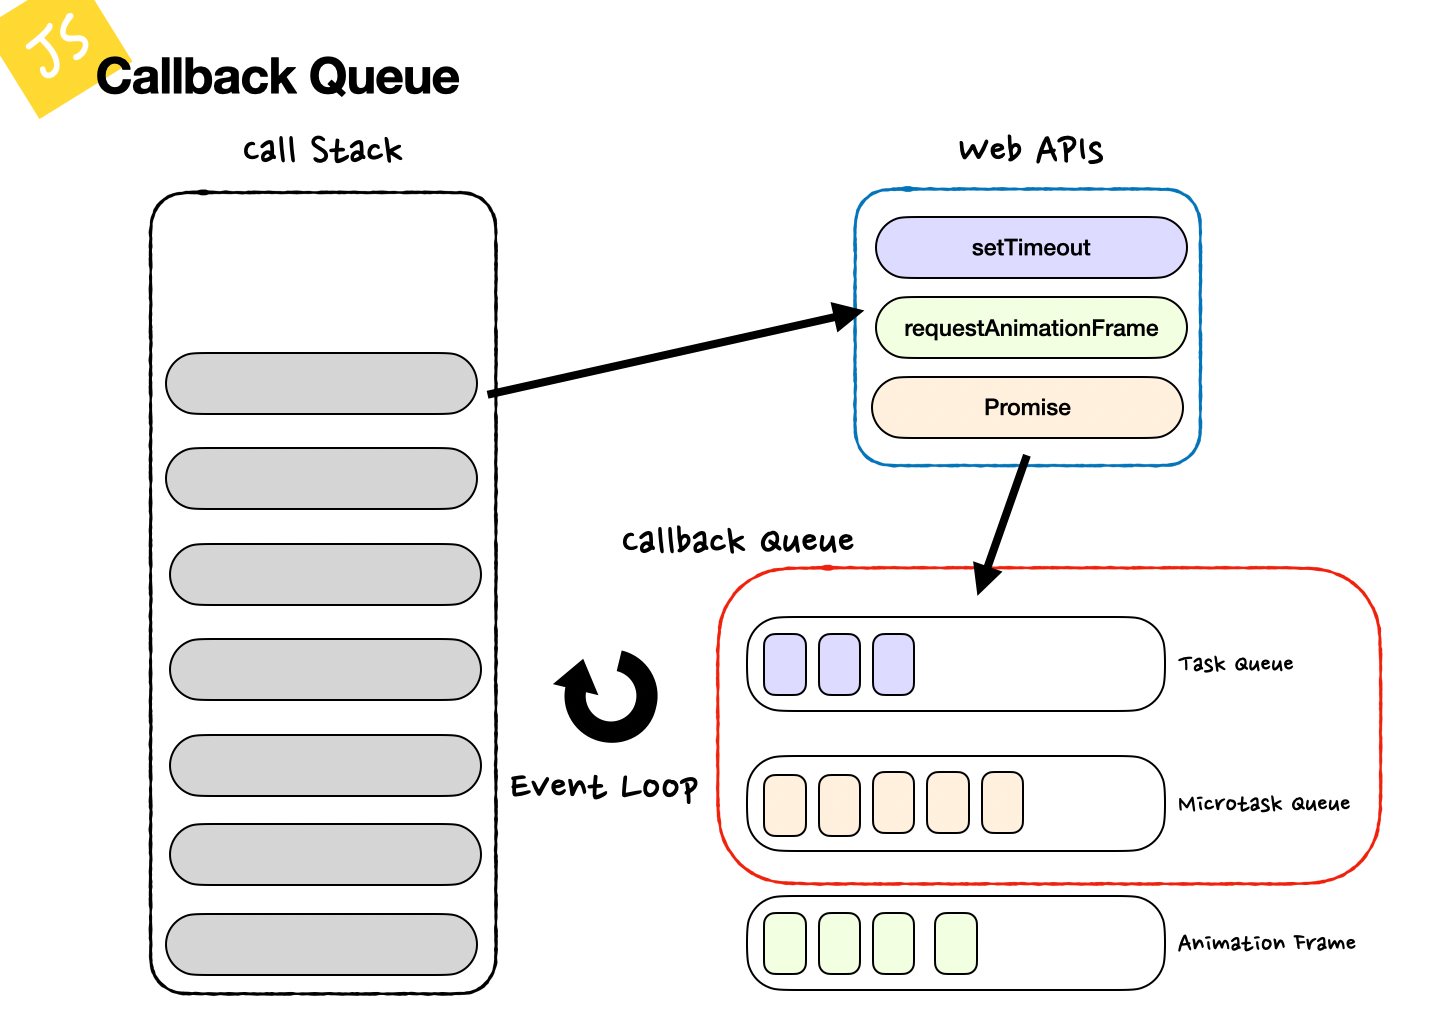 JS
Callback Queue
Call Stack
Web APIs
setTimeout
requestAnimationFrame
Promise
Callback Queue
Task Queue
Event Loop
Microtask Queue
Animation Frame